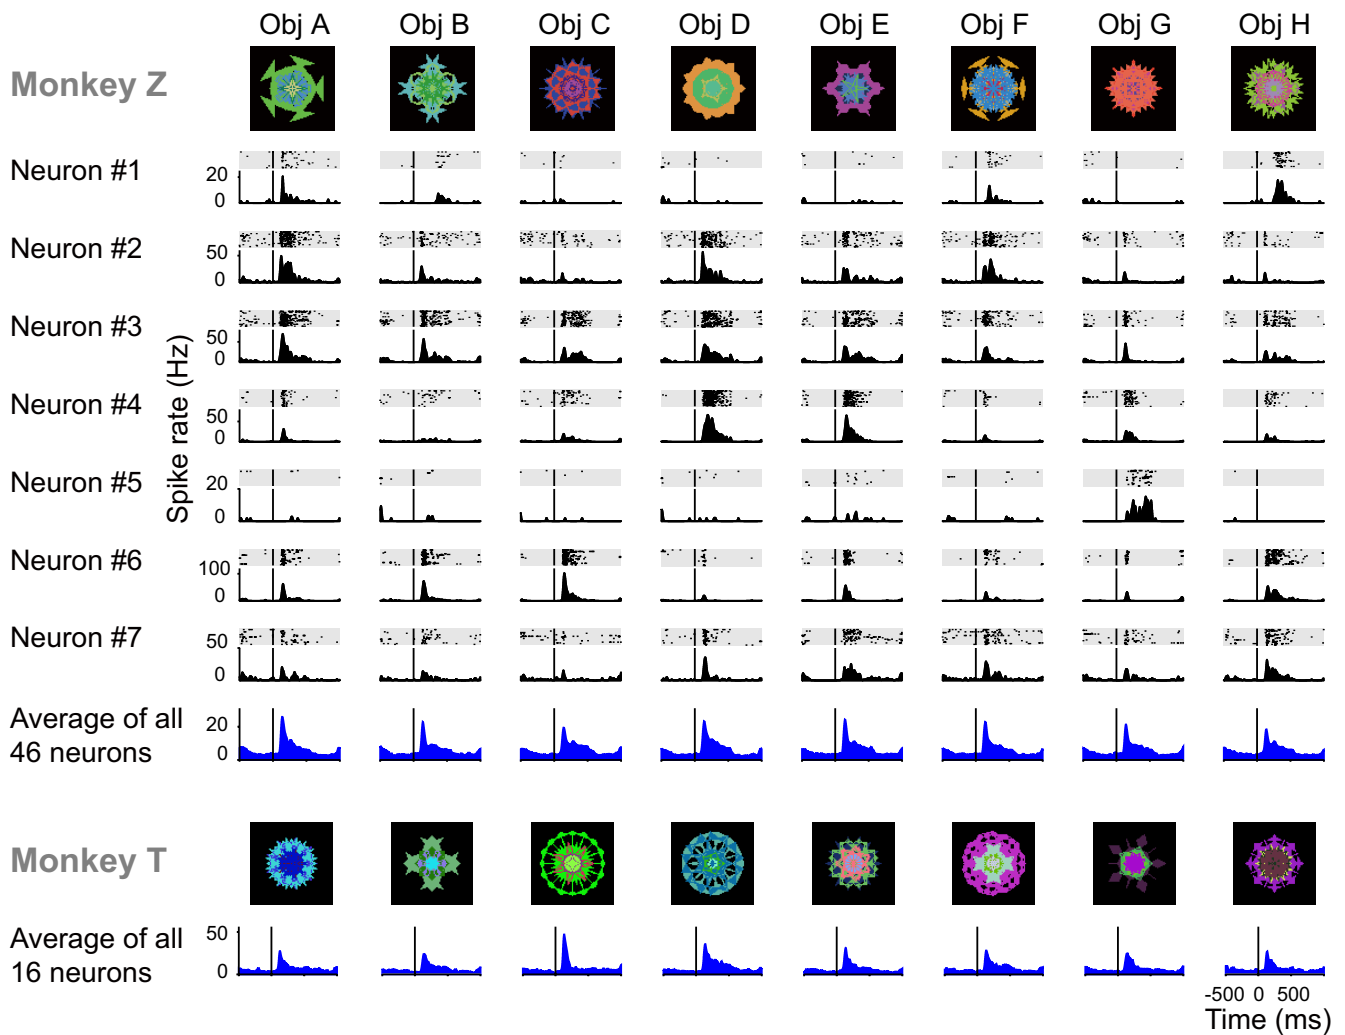 Obj A Obj B Obj C Obj D Obj E Obj F Obj G Obj H
Monkey Z
Neuron #1
20
0
Neuron #2
50
0
Neuron #3
50
0
Neuron #4
50
0
Neuron #5
20
0
Neuron #6
100
0
Neuron #7
50
0
Spike rate (Hz)
Average of all
46 neurons
20
0
Monkey T
Average of all
16 neurons
50
0
-500 0 500
Time (ms)